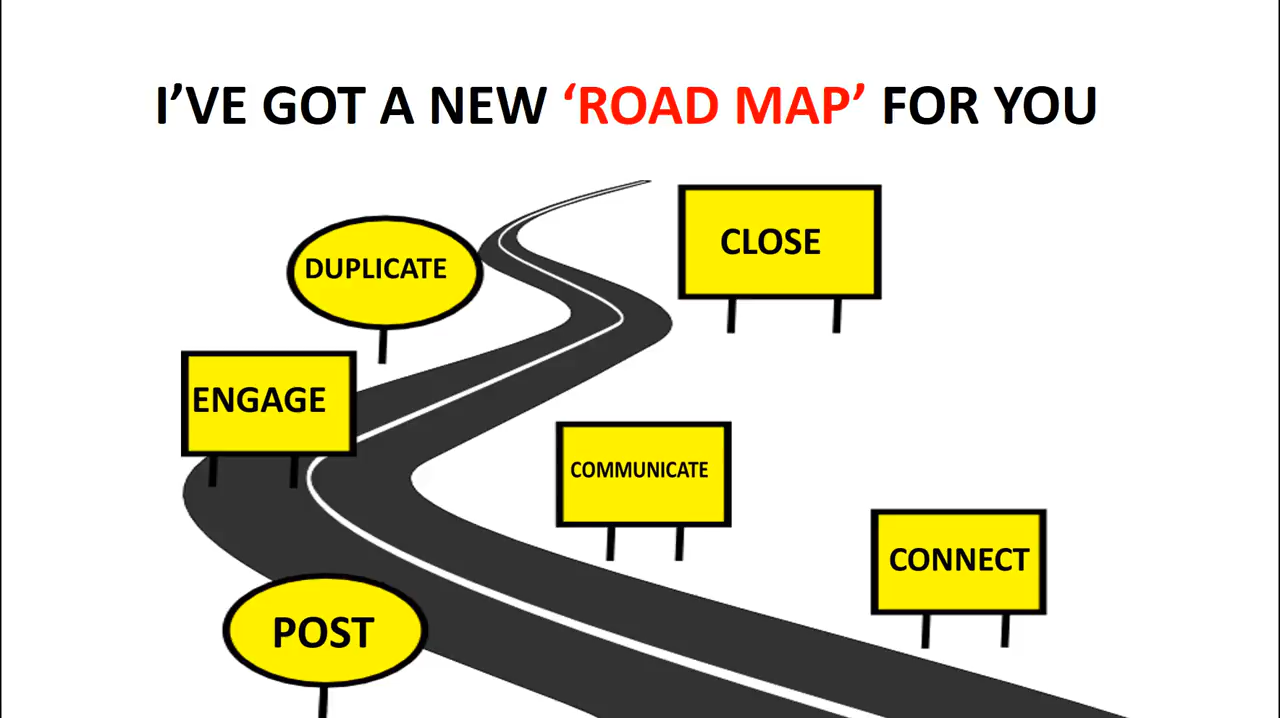 I’VE GOT A NEW ‘ROAD MAP’ FOR YOU
CLOSE
DUPLICATE
ENGAGE
COMMUNICATE
CONNECT
POST